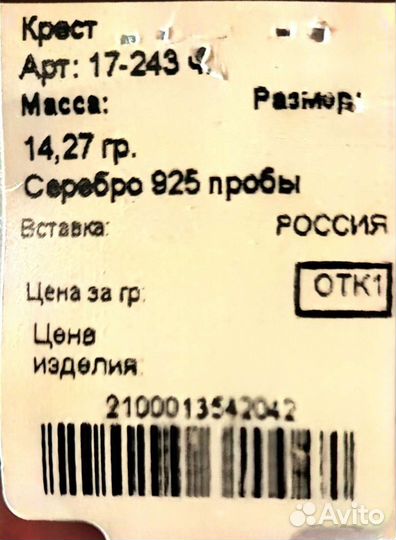 Крест
Арт: 17-243 ч.
Масса: Размер:
14,27 гр.
Серебро 925 пробы
Вставка: РОССИЯ
Цена за гр: ОТК1
Цена
изделия:
2100013542042
Avito